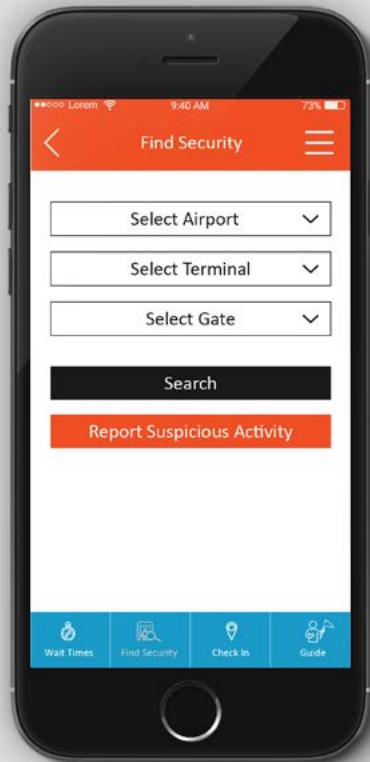 Lorem 9:40 AM 73%
Find Security
Select Airport
Select Terminal
Select Gate
Search
Report Suspicious Activity
Wait Times Find Security Check In Guide